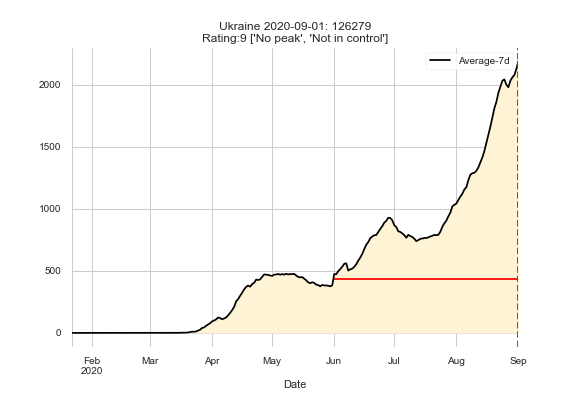 Ukraine 2020-09-01: 126279
Rating:9 ['No peak', 'Not in control']
Average-7d
2000
1500
1000
500
0
Feb Mar Apr May Jun Jul Aug Sep
2020
Date